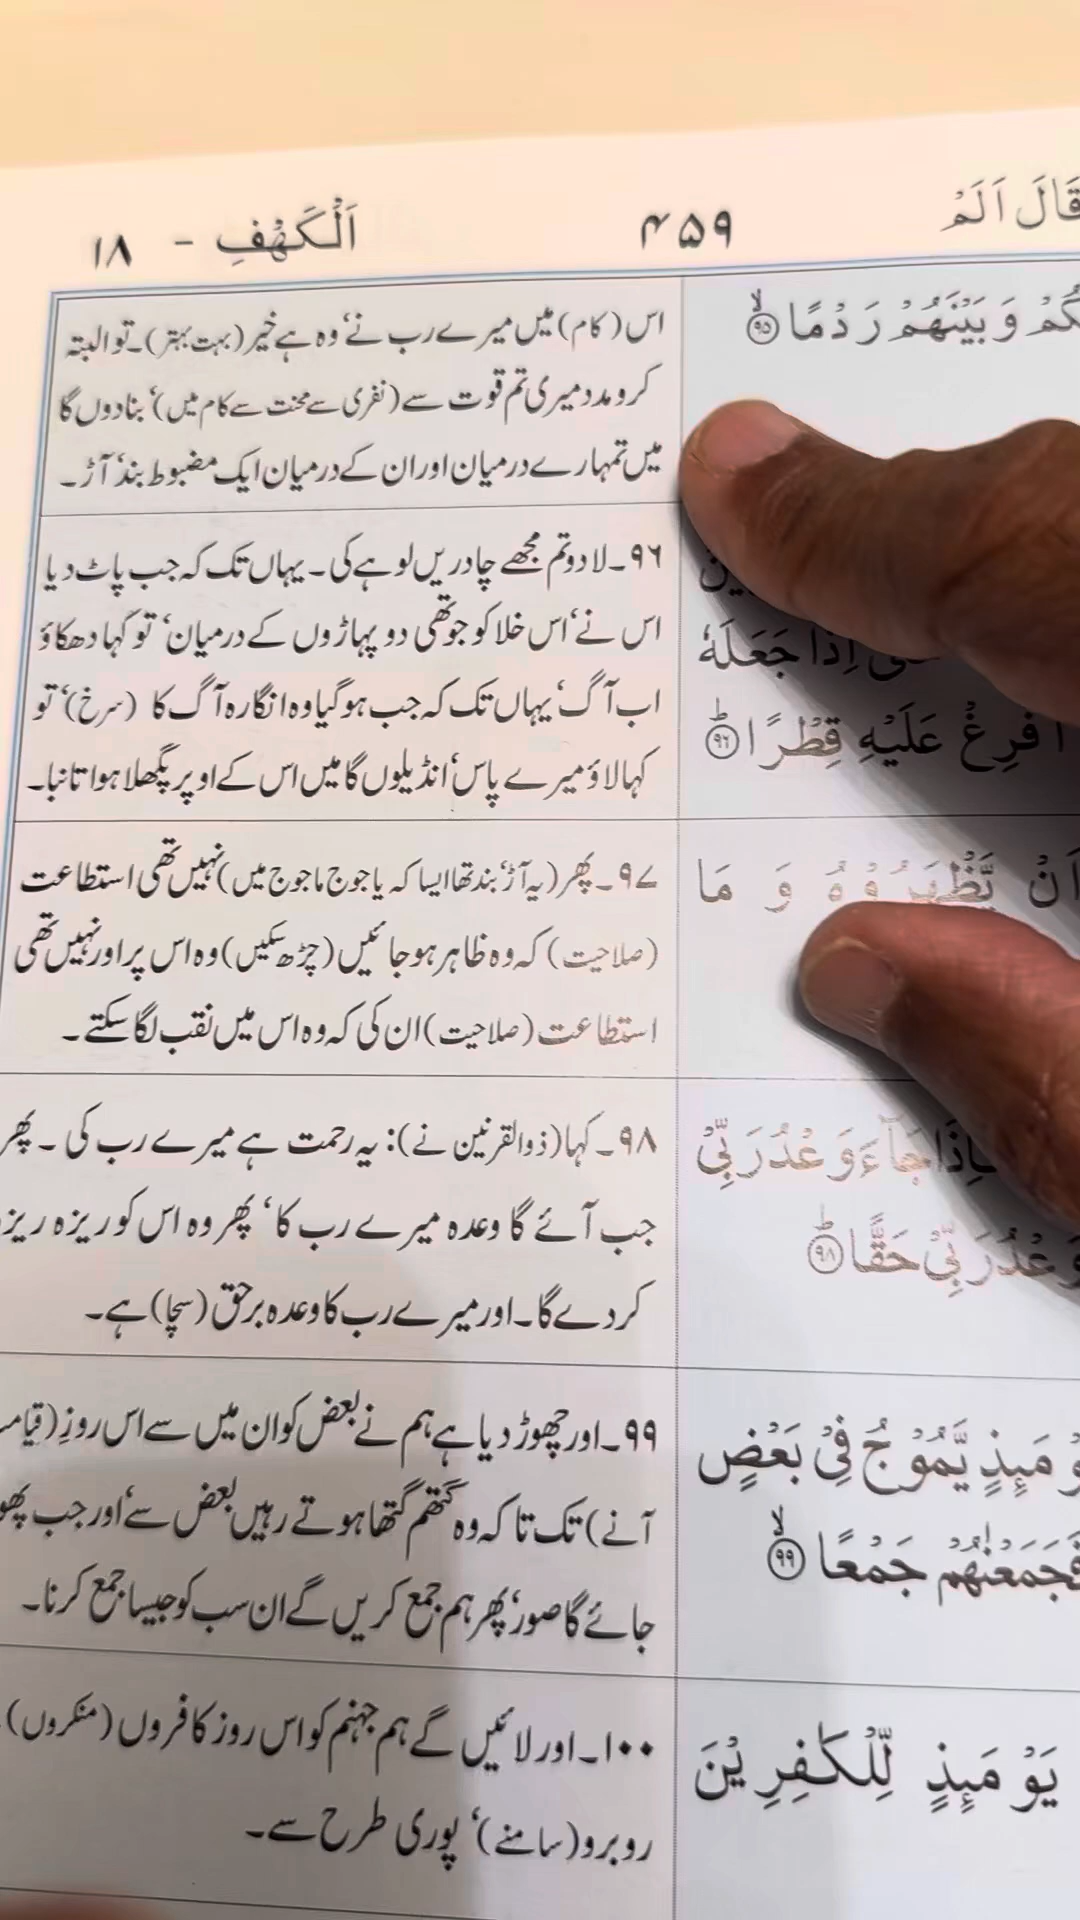 قَالَ اَلَمْ ۴۵۹ اَلْكَهْفِ - ۱۸
كُمْ وَ بَيْنَهُمْ رَدْمًا ﴿۹۵﴾
اِذَا جَعَلَهٗ
اُفْرِغْ عَلَيْهِ قِطْرًا ﴿۹۶﴾
اَنْ يَّظْهَرُوْهُ وَ مَا
جَآءَ وَعْدُ رَبِّيْ
وَعْدُ رَبِّيْ حَقًّا ﴿۹۸﴾
يَّمُوْجُ فِيْ بَعْضٍ
فَجَمَعْنٰهُمْ جَمْعًا ﴿۹۹﴾
يَوْمَئِذٍ لِّلْكٰفِرِيْنَ
اس (کام) میں میرے رب نے‘ وہ ہے خیر (بہت بہتر)۔ تو البتہ
کرو مدد میری تم قوت سے (نفری سے محنت سے کام میں)‘ بنا دوں گا
میں تمہارے درمیان اور ان کے درمیان ایک مضبوط بند‘ آڑ۔
۹۶۔ لا دو تم مجھے چادریں لوہے کی۔ یہاں تک کہ جب پاٹ دیا
اس نے‘ اس خلا کو جو تھی دو پہاڑوں کے درمیان‘ تو کہا دھکاؤ
اب آگ‘ یہاں تک کہ جب ہو گیا وہ انگارہ آگ کا (سرخ)‘ تو
کہا لاؤ میرے پاس‘ انڈیلوں گا میں اس کے اوپر پگھلا ہوا تانبا۔
۹۷۔ پھر (یہ آڑ‘ بند تھا ایسا کہ یاجوج ماجوج میں) نہیں تھی استطاعت
(صلاحیت) کہ وہ ظاہر ہو جائیں (چڑھ سکیں) وہ اس پر اور نہیں تھی
استطاعت (صلاحیت) ان کی کہ وہ اس میں نقب لگا سکتے۔
۹۸۔ کہا (ذوالقرنین نے): یہ رحمت ہے میرے رب کی۔ پھر
جب آئے گا وعدہ میرے رب کا‘ پھر وہ اس کو ریزہ ریزہ
کر دے گا۔ اور میرے رب کا وعدہ برحق (سچا) ہے۔
۹۹۔ اور چھوڑ دیا ہے ہم نے بعض کو ان میں سے اس روزِ (قیامت
آنے) تک تاکہ وہ گتھم گتھا ہوتے رہیں بعض سے‘ اور جب پھو
جائے گا صور‘ پھر ہم جمع کریں گے ان سب کو جیسا جمع کرنا۔
۱۰۰۔ اور لائیں گے ہم جہنم کو اس روز کافروں (منکروں)
روبرو (سامنے)‘ پوری طرح سے۔